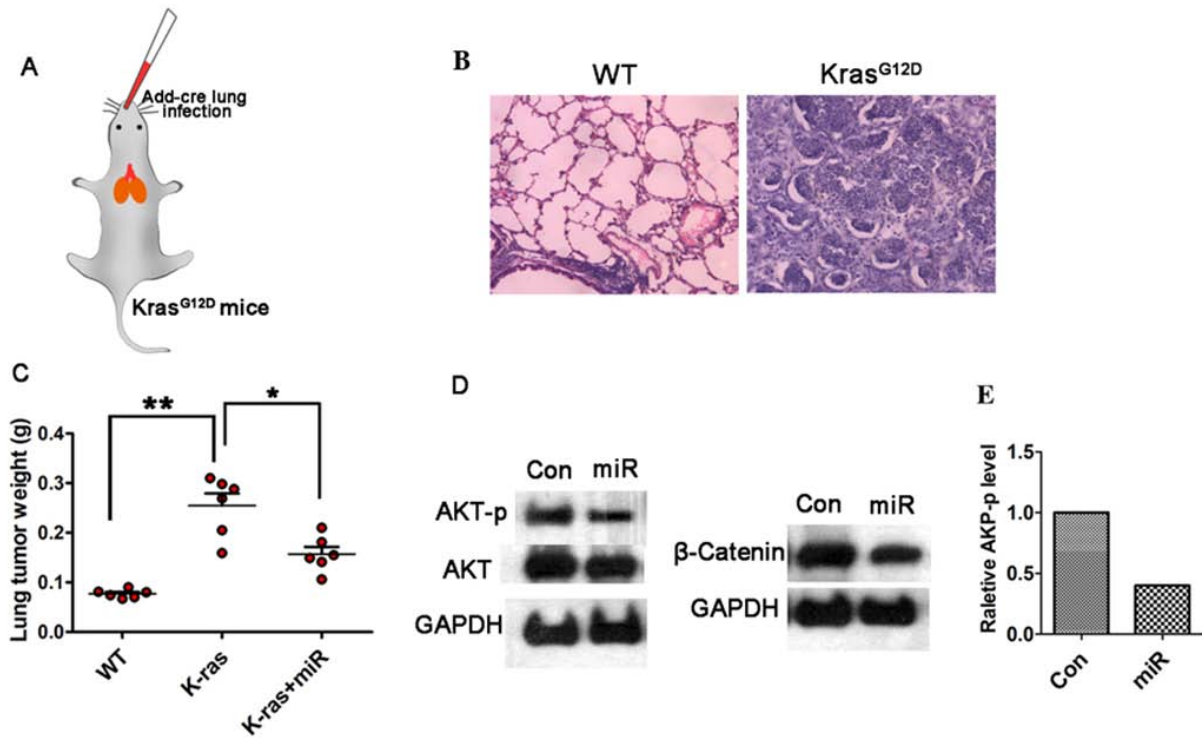 A
Add-cre lung
infection
Kras^G12D mice
B
WT
Kras^G12D
C
**
*
Lung tumor weight (g)
0.4
0.3
0.2
0.1
0.0
WT
K-ras
K-ras+miR
D
Con miR
AKT-p
AKT
GAPDH
Con miR
β-Catenin
GAPDH
E
Raletive AKP-p level
1.5
1.0
0.5
0.0
Con
miR